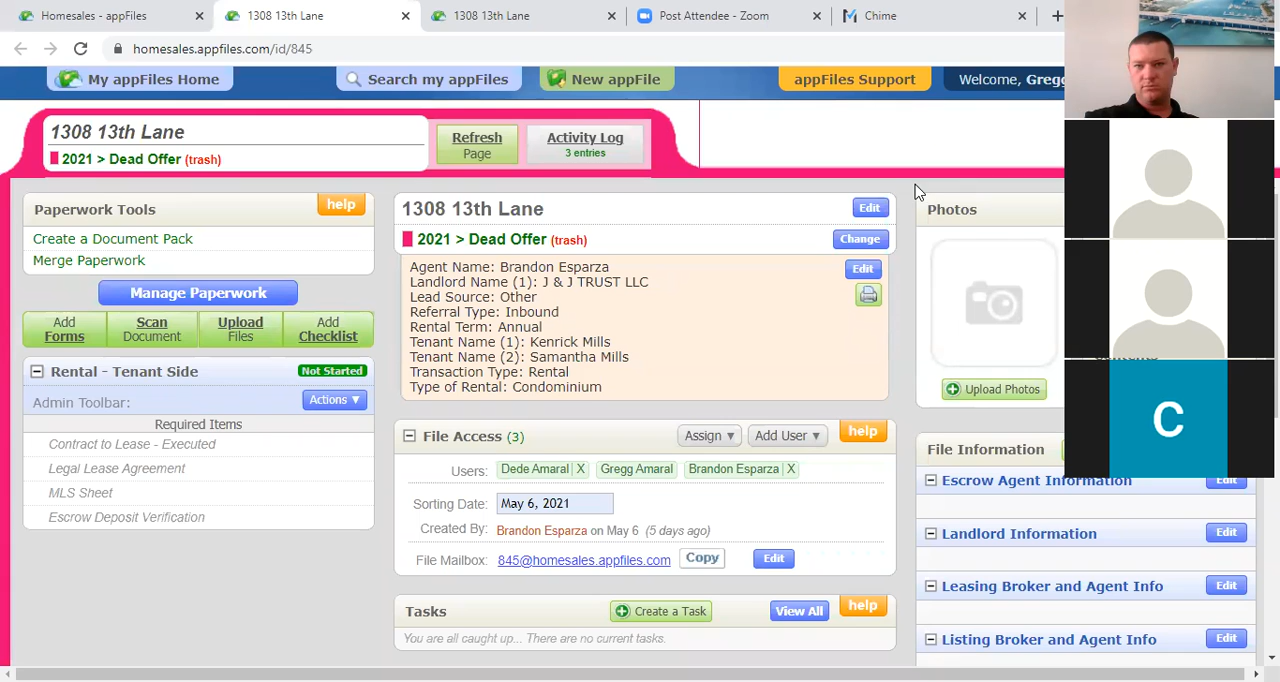 Homesales - appFiles
1308 13th Lane
1308 13th Lane
Post Attendee - Zoom
Chime
homesales.appfiles.com/id/845
My appFiles Home
Search my appFiles
New appFile
appFiles Support
Welcome, Gregg
1308 13th Lane
2021 > Dead Offer (trash)
Refresh
Page
Activity Log
3 entries
Paperwork Tools
help
Create a Document Pack
Merge Paperwork
Manage Paperwork
Add
Forms
Scan
Document
Upload
Files
Add
Checklist
Rental - Tenant Side
Not Started
Admin Toolbar:
Actions ▼
Required Items
Contract to Lease - Executed
Legal Lease Agreement
MLS Sheet
Escrow Deposit Verification
1308 13th Lane
Edit
2021 > Dead Offer (trash)
Change
Agent Name: Brandon Esparza
Edit
Landlord Name (1): J & J TRUST LLC
Lead Source: Other
Referral Type: Inbound
Rental Term: Annual
Tenant Name (1): Kenrick Mills
Tenant Name (2): Samantha Mills
Transaction Type: Rental
Type of Rental: Condominium
File Access (3)
Assign ▼
Add User ▼
help
Users: Dede Amaral X Gregg Amaral Brandon Esparza X
Sorting Date: May 6, 2021
Created By: Brandon Esparza on May 6 (5 days ago)
File Mailbox: 845@homesales.appfiles.com Copy Edit
Tasks
Create a Task
View All
help
You are all caught up... There are no current tasks.
Photos
Upload Photos
File Information
Escrow Agent Information
Edit
Landlord Information
Edit
Leasing Broker and Agent Info
Edit
Listing Broker and Agent Info
Edit
C